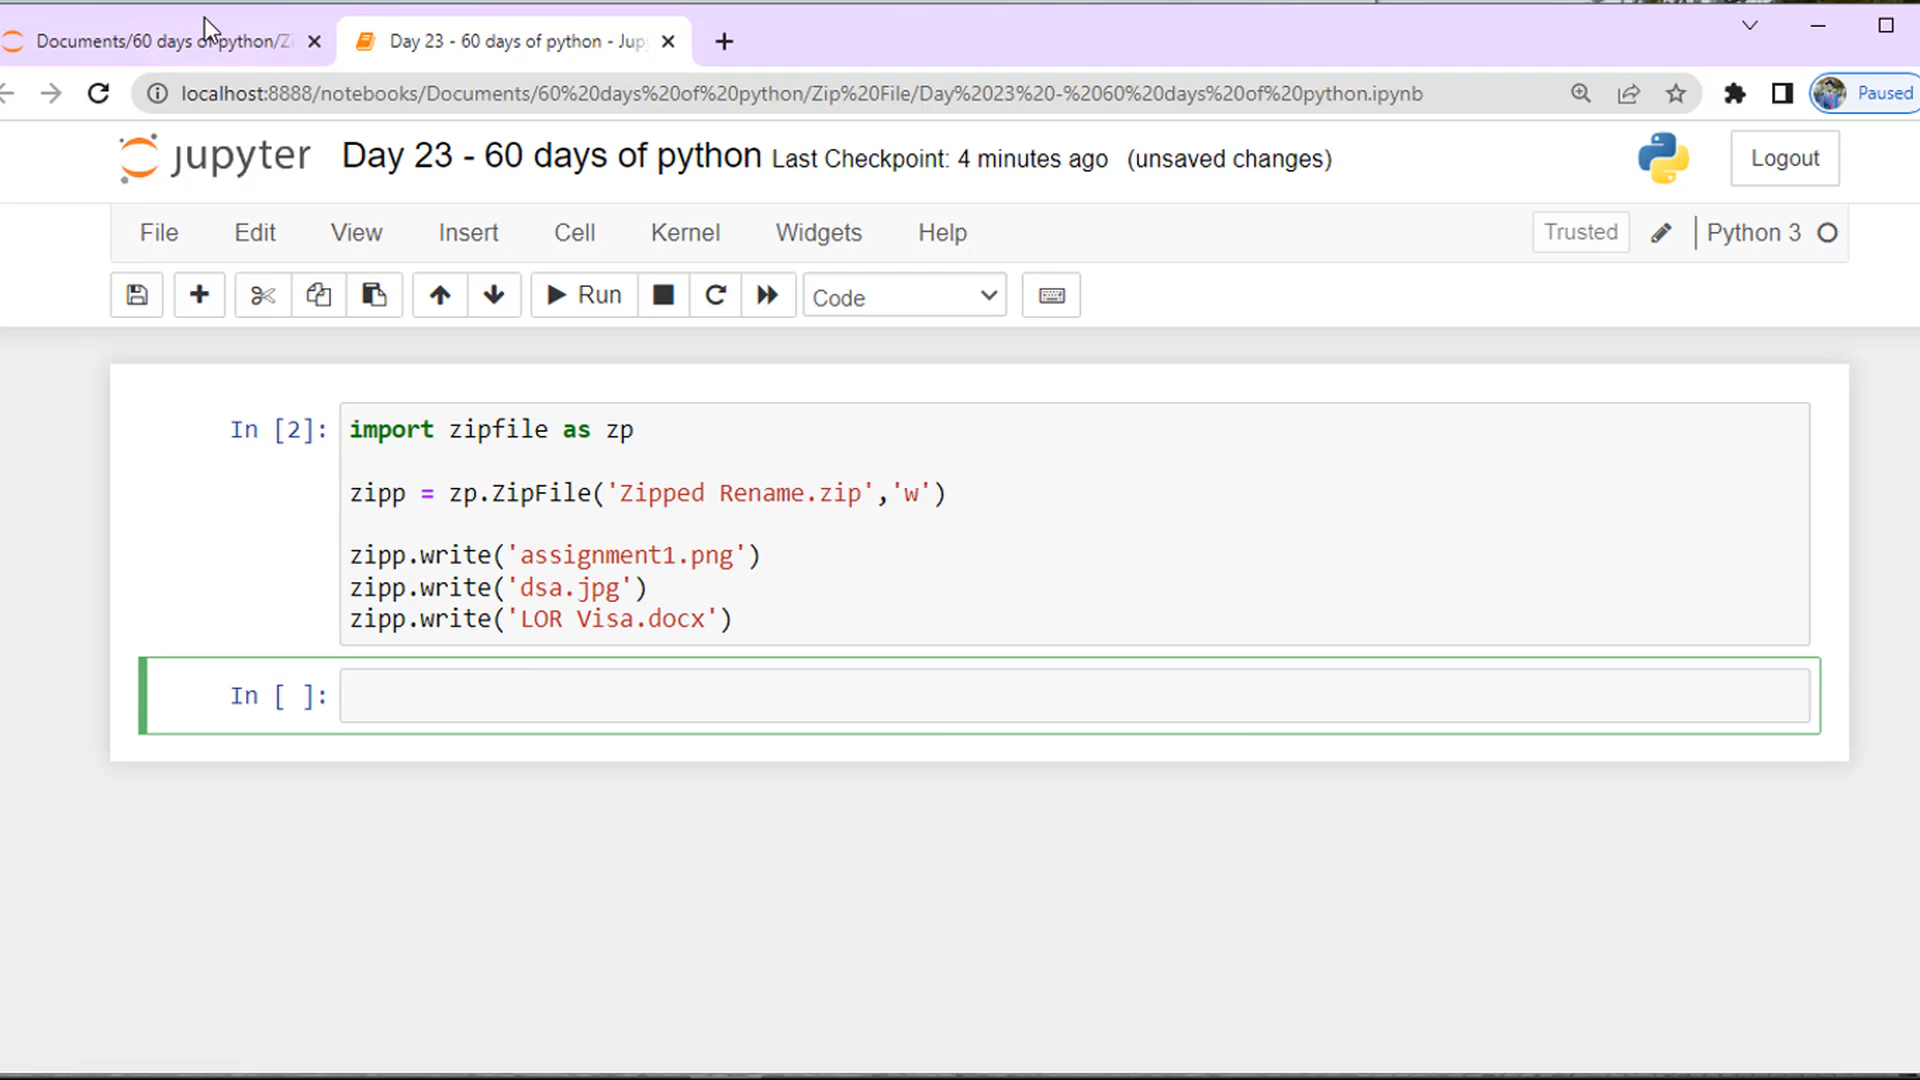 Documents/60 days of python/Zi
Day 23 - 60 days of python - Jup
localhost:8888/notebooks/Documents/60%20days%20of%20python/Zip%20File/Day%2023%20-%2060%20days%20of%20python.ipynb
Paused
jupyter Day 23 - 60 days of python Last Checkpoint: 4 minutes ago (unsaved changes)
Logout
File Edit View Insert Cell Kernel Widgets Help
Trusted
Python 3
Run
Code
In [2]:
import zipfile as zp
zipp = zp.ZipFile('Zipped Rename.zip','w')
zipp.write('assignment1.png')
zipp.write('dsa.jpg')
zipp.write('LOR Visa.docx')
In [ ]: